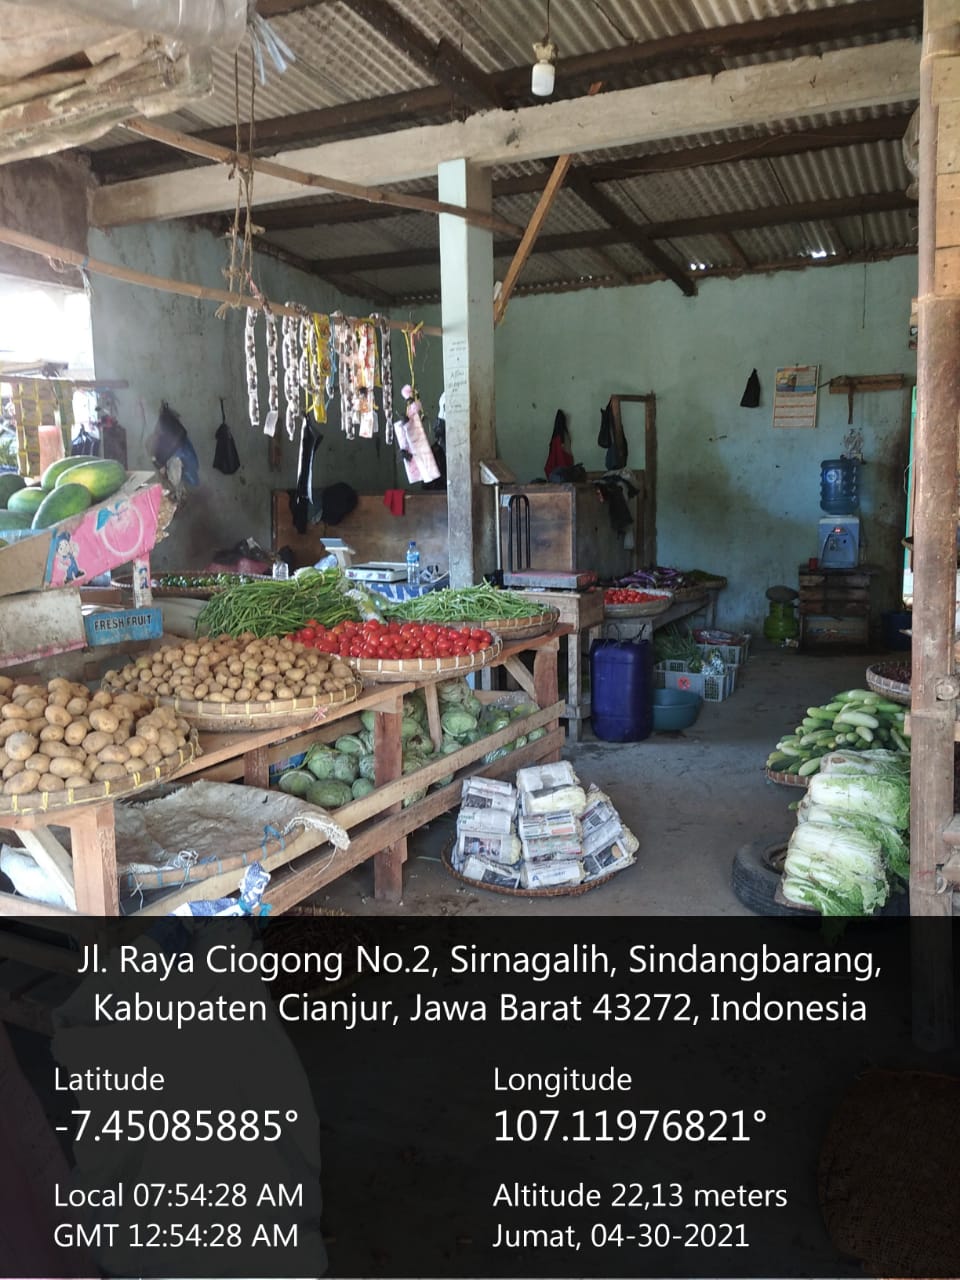 FRESH FRUIT
Jl. Raya Ciogong No.2, Sirnagalih, Sindangbarang,
Kabupaten Cianjur, Jawa Barat 43272, Indonesia
Latitude
-7.45085885°
Longitude
107.11976821°
Local 07:54:28 AM
GMT 12:54:28 AM
Altitude 22,13 meters
Jumat, 04-30-2021